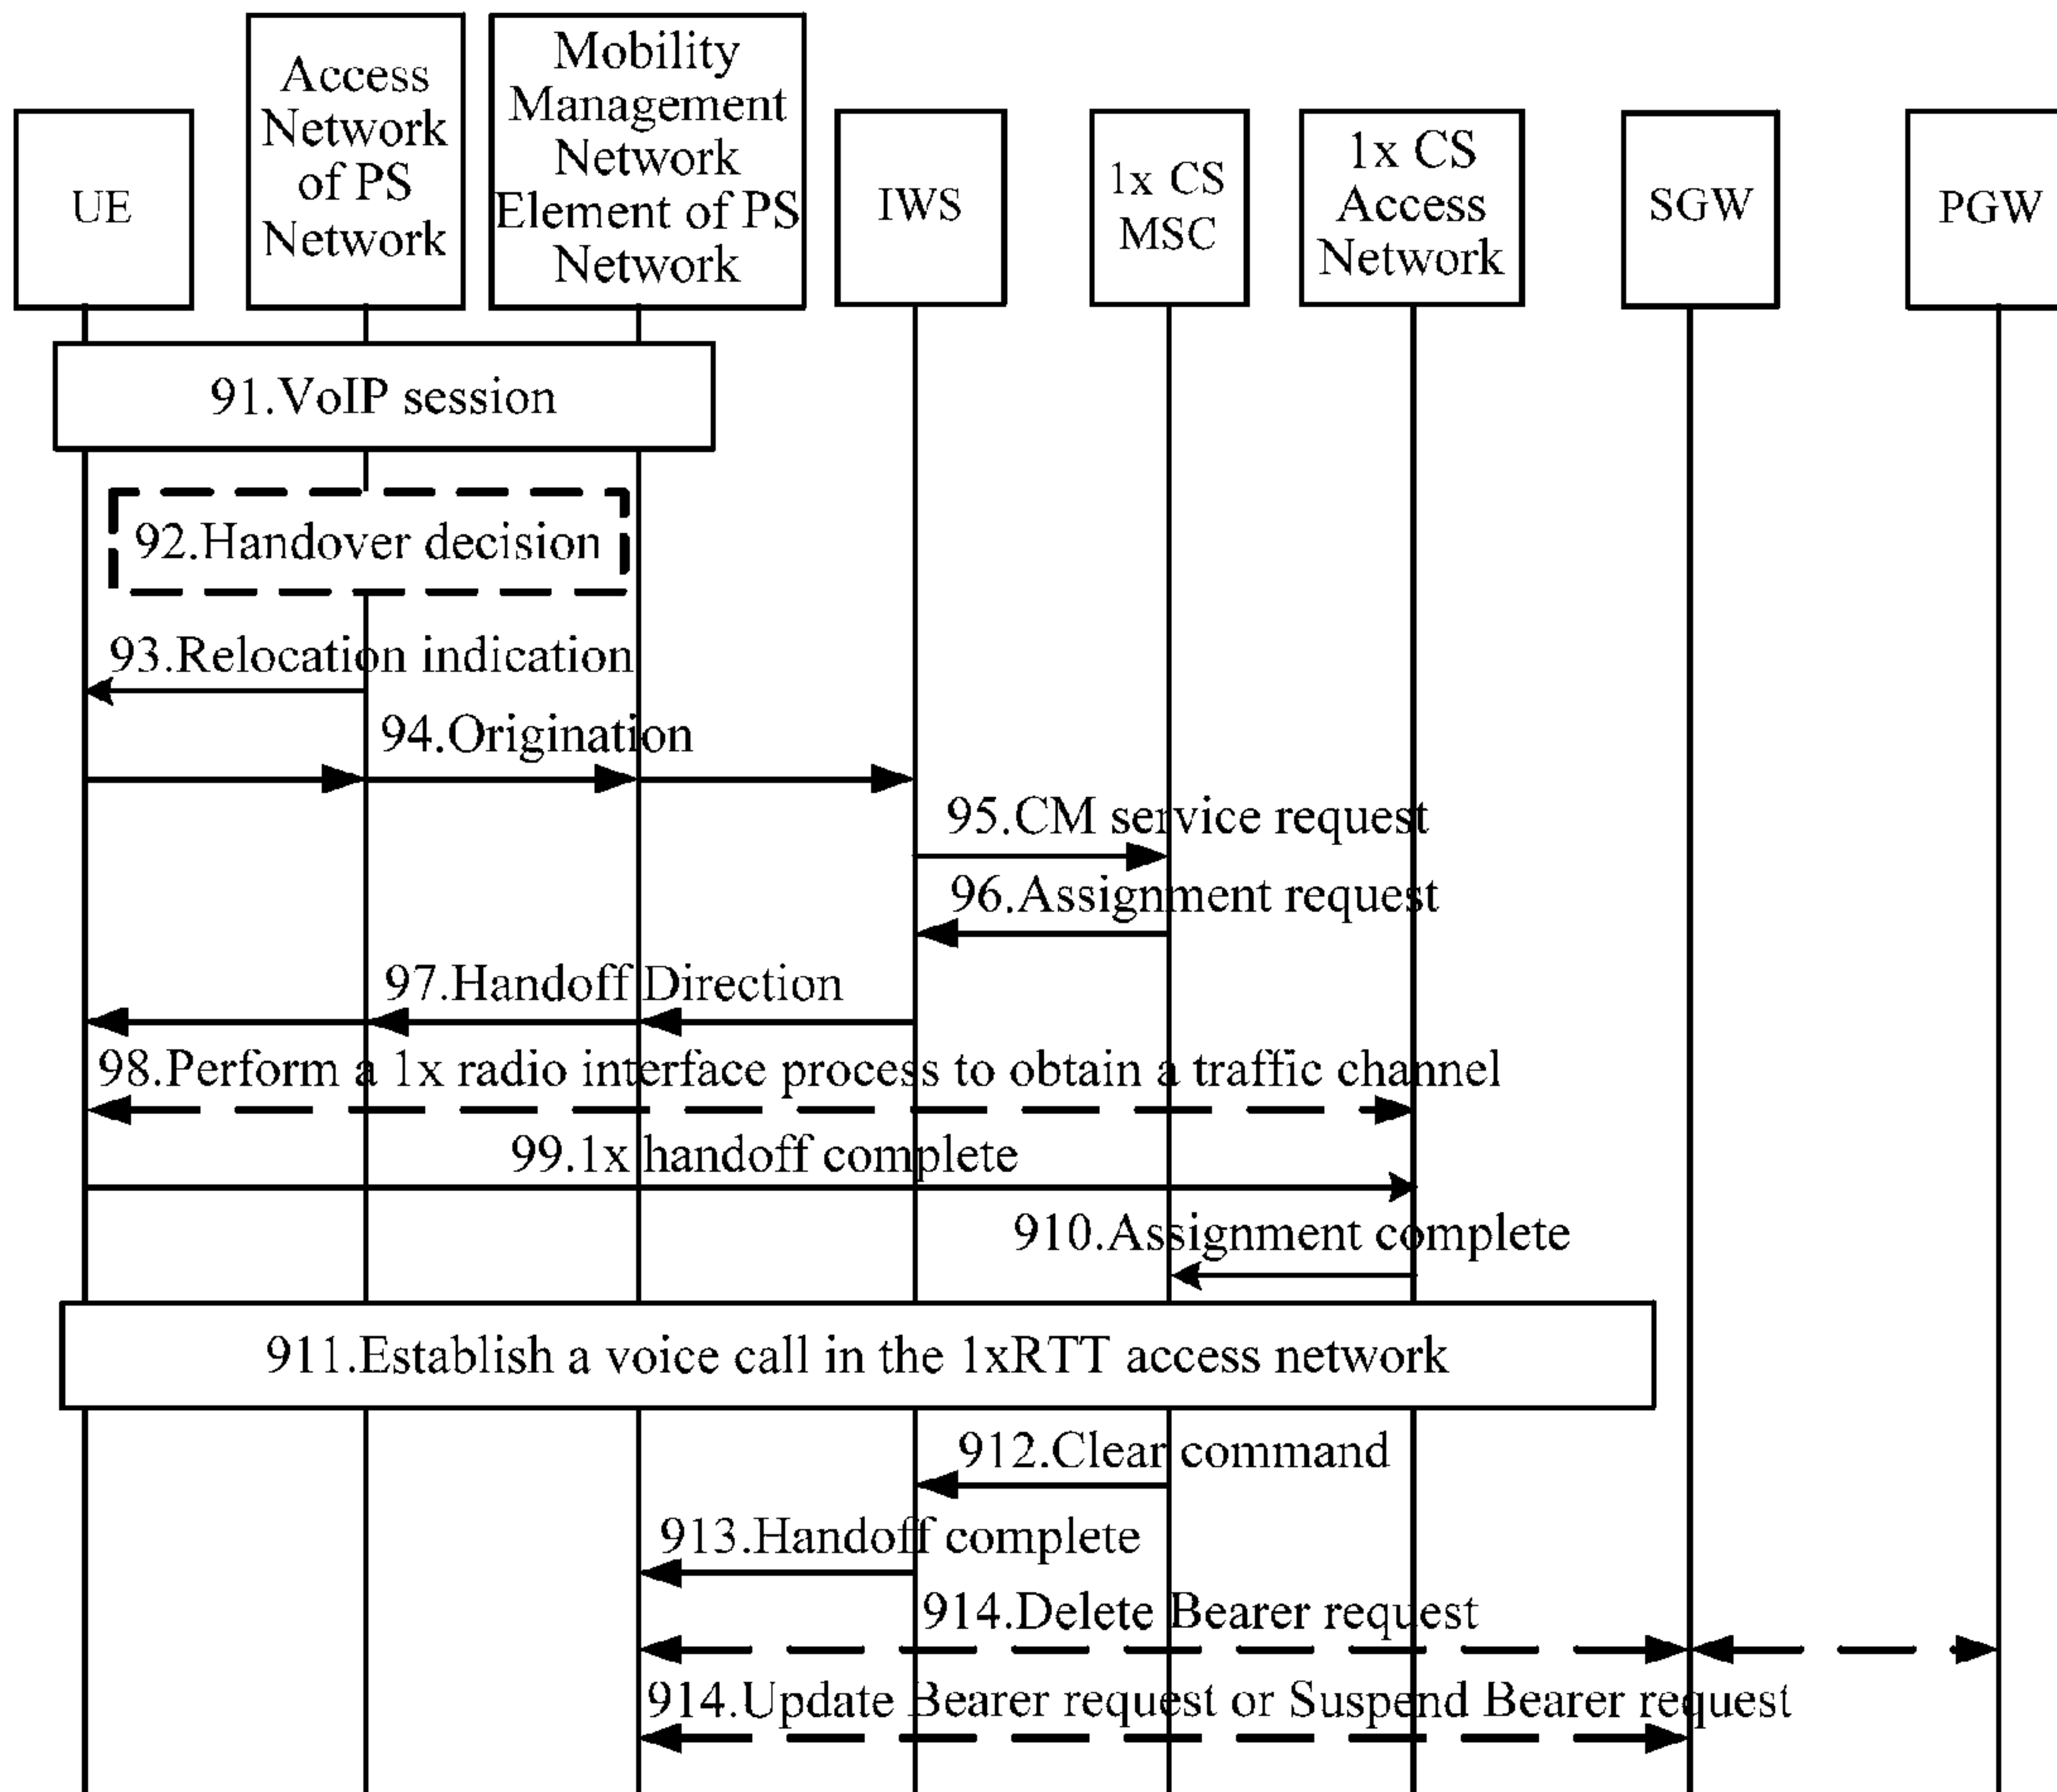 UE
Access
Network
of PS
Network
Mobility
Management
Network
Element of PS
Network
IWS
1x CS
MSC
1x CS
Access
Network
SGW
PGW
91.VoIP session
92.Handover decision
93.Relocation indication
94.Origination
95.CM service request
96.Assignment request
97.Handoff Direction
98.Perform a 1x radio interface process to obtain a traffic channel
99.1x handoff complete
910.Assignment complete
911.Establish a voice call in the 1xRTT access network
912.Clear command
913.Handoff complete
914.Delete Bearer request
914.Update Bearer request or Suspend Bearer request